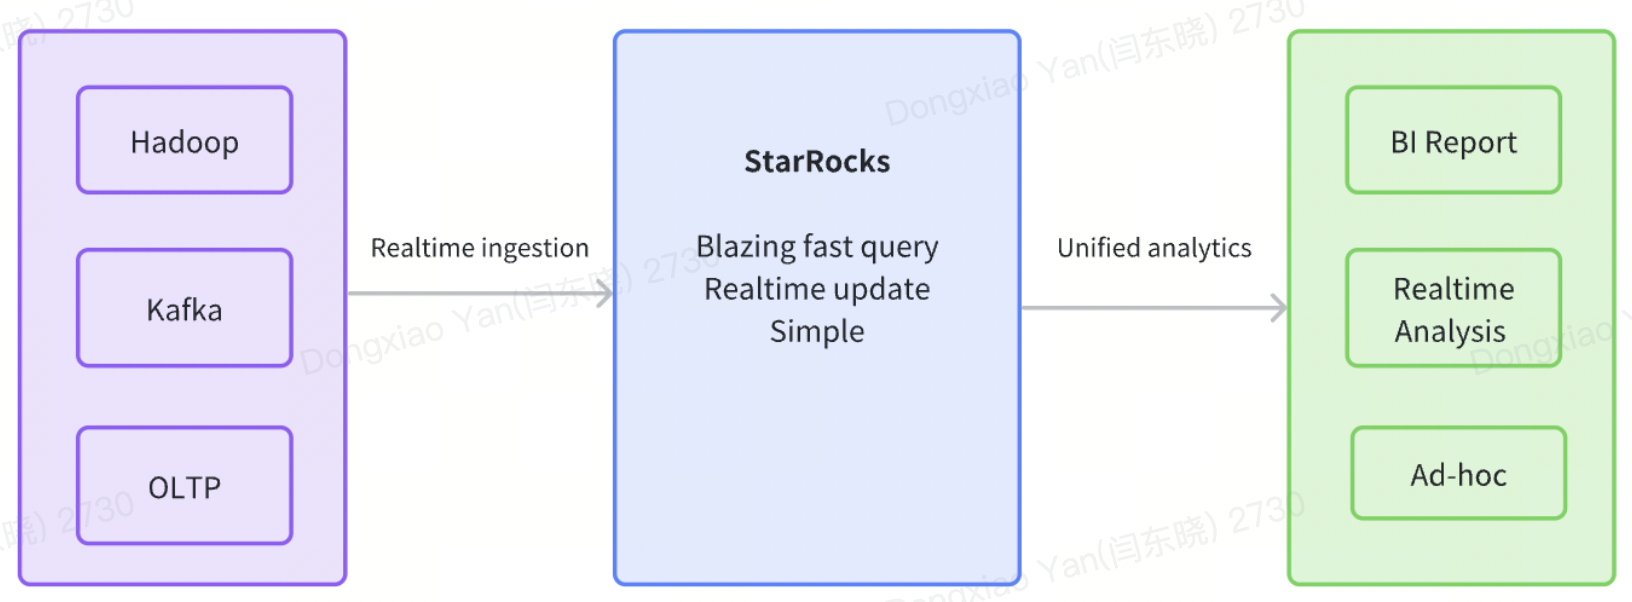 Hadoop
Kafka
OLTP
Realtime ingestion
StarRocks
Blazing fast query
Realtime update
Simple
Unified analytics
BI Report
Realtime
Analysis
Ad-hoc
晓) 2730
Dongxiao Yan(闫东晓) 2730
Dongxiao Yan(闫东晓) 2730
Dongxiao Y
晓) 2730
Dongxiao Yan(闫东晓) 2730